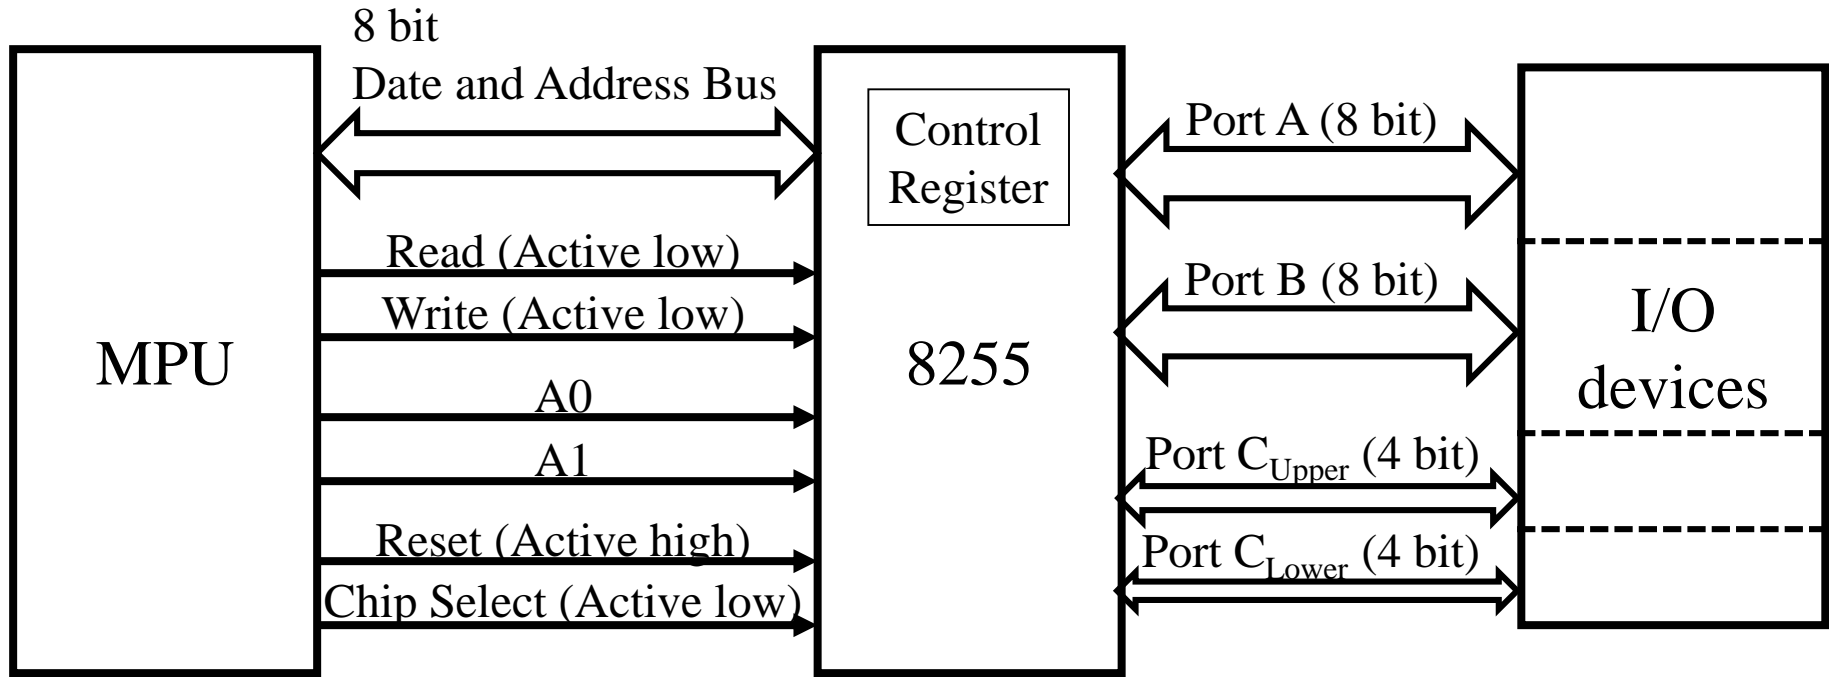 8 bit
Date and Address Bus
Control
Register
Port A (8 bit)
Read (Active low)
Write (Active low)
Port B (8 bit)
MPU
8255
I/O
devices
A0
A1
Port C_Upper (4 bit)
Reset (Active high)
Port C_Lower (4 bit)
Chip Select (Active low)